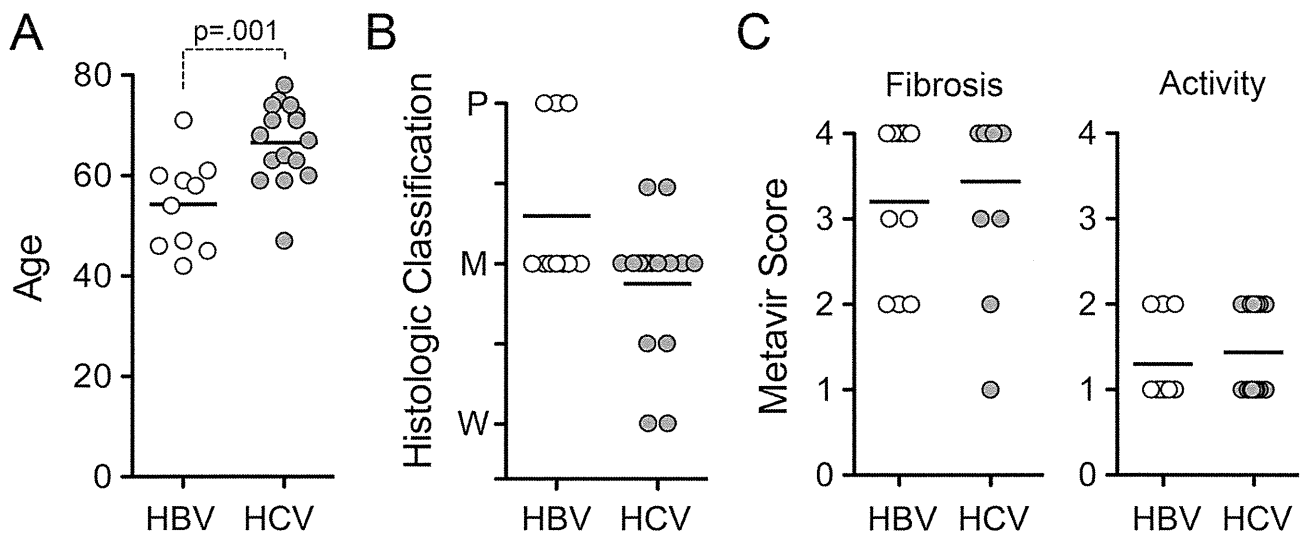 A
p=.001
Age
80
60
40
20
0
HBV HCV
B
Histologic Classification
P
M
W
HBV HCV
C
Metavir Score
Fibrosis
4
3
2
1
0
HBV HCV
Activity
4
3
2
1
0
HBV HCV